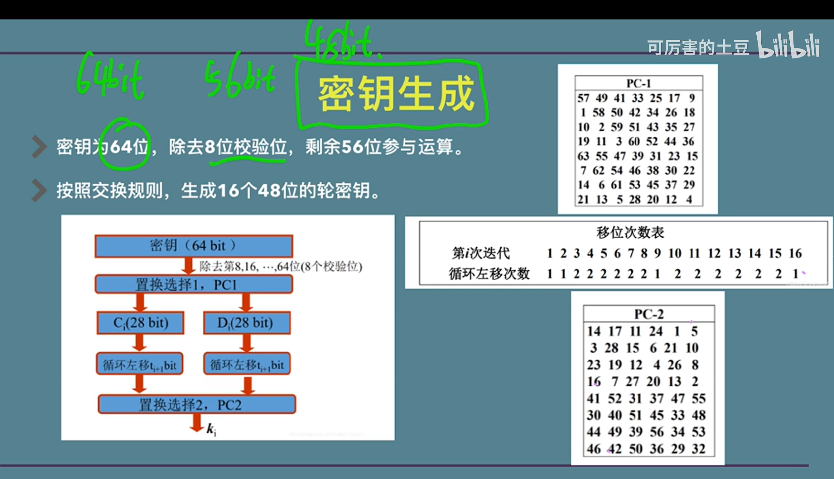 可厉害的土豆 bilibili
64bit 56bit 48bit.
密钥生成
密钥为64位，除去8位校验位，剩余56位参与运算。
按照交换规则，生成16个48位的轮密钥。
密钥（64 bit ）
除去第8,16, ⋯,64位(8个校验位)
置换选择1，PC1
Cᵢ(28 bit) Dᵢ(28 bit)
循环左移tᵢ₊₁bit 循环左移tᵢ₊₁bit
置换选择2，PC2
kᵢ
PC-1
57 49 41 33 25 17 9
1 58 50 42 34 26 18
10 2 59 51 43 35 27
19 11 3 60 52 44 36
63 55 47 39 31 23 15
7 62 54 46 38 30 22
14 6 61 53 45 37 29
21 13 5 28 20 12 4
移位次数表
第i次迭代 1 2 3 4 5 6 7 8 9 10 11 12 13 14 15 16
循环左移次数 1 1 2 2 2 2 2 2 1 2 2 2 2 2 2 1
PC-2
14 17 11 24 1 5
3 28 15 6 21 10
23 19 12 4 26 8
16 7 27 20 13 2
41 52 31 37 47 55
30 40 51 45 33 48
44 49 39 56 34 53
46 42 50 36 29 32